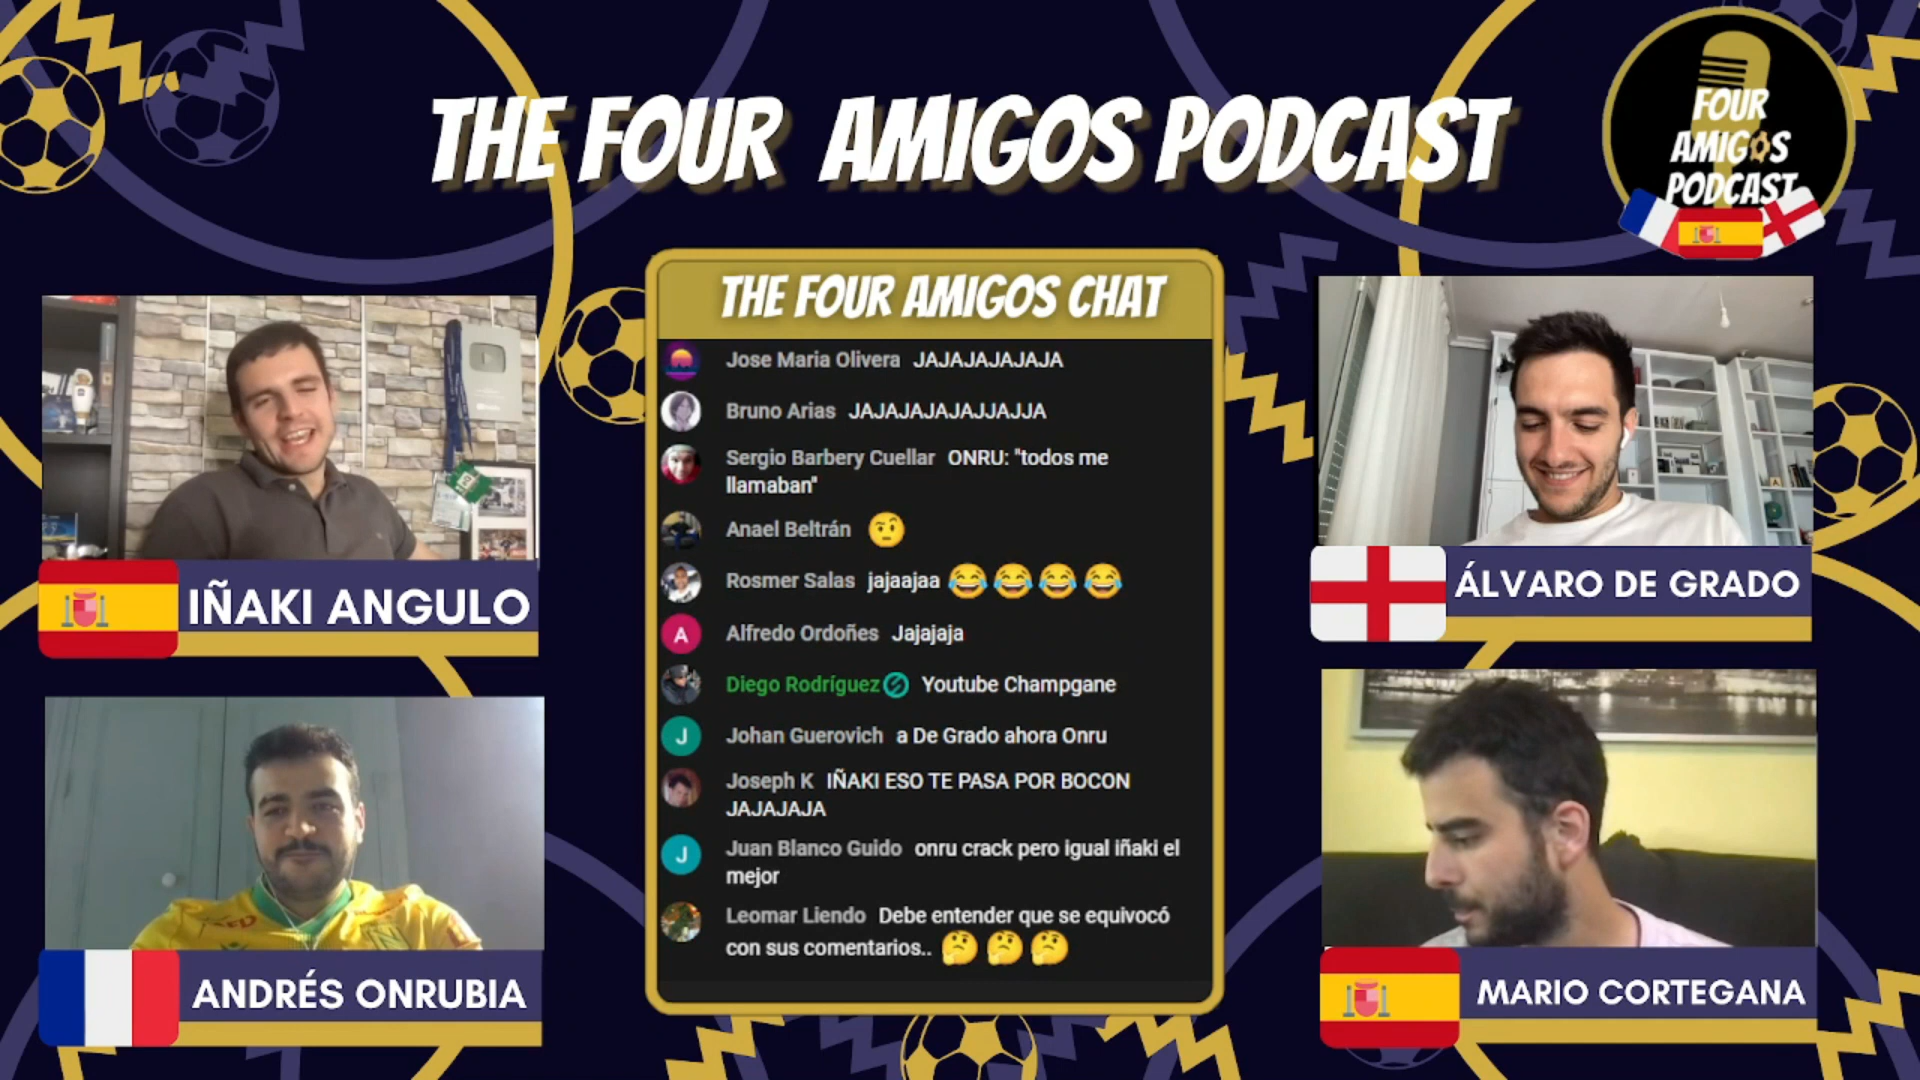 THE FOUR AMIGOS PODCAST
FOUR
AMIGOS
PODCAST
THE FOUR AMIGOS CHAT
Jose Maria Olivera JAJAJAJAJAJA
Bruno Arias JAJAJAJAJAJJAJJA
Sergio Barbery Cuellar ONRU: "todos me
llamaban"
Anael Beltrán 🤨
Rosmer Salas jajaajaa 😂😂😂😂
A Alfredo Ordoñes Jajajaja
Diego Rodríguez Youtube Champgane
J Johan Guerovich a De Grado ahora Onru
Joseph K IÑAKI ESO TE PASA POR BOCON
JAJAJAJA
J Juan Blanco Guido onru crack pero igual iñaki el
mejor
Leomar Liendo Debe entender que se equivocó
con sus comentarios.. 🤔🤔🤔
IÑAKI ANGULO
ÁLVARO DE GRADO
ANDRÉS ONRUBIA
MARIO CORTEGANA